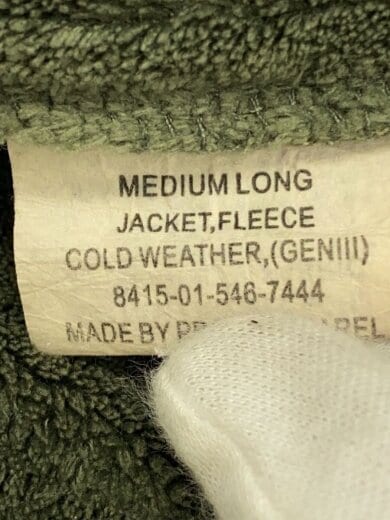 MEDIUM LONG
JACKET,FLEECE
COLD WEATHER,(GENIII)
8415-01-546-7444
MADE BY